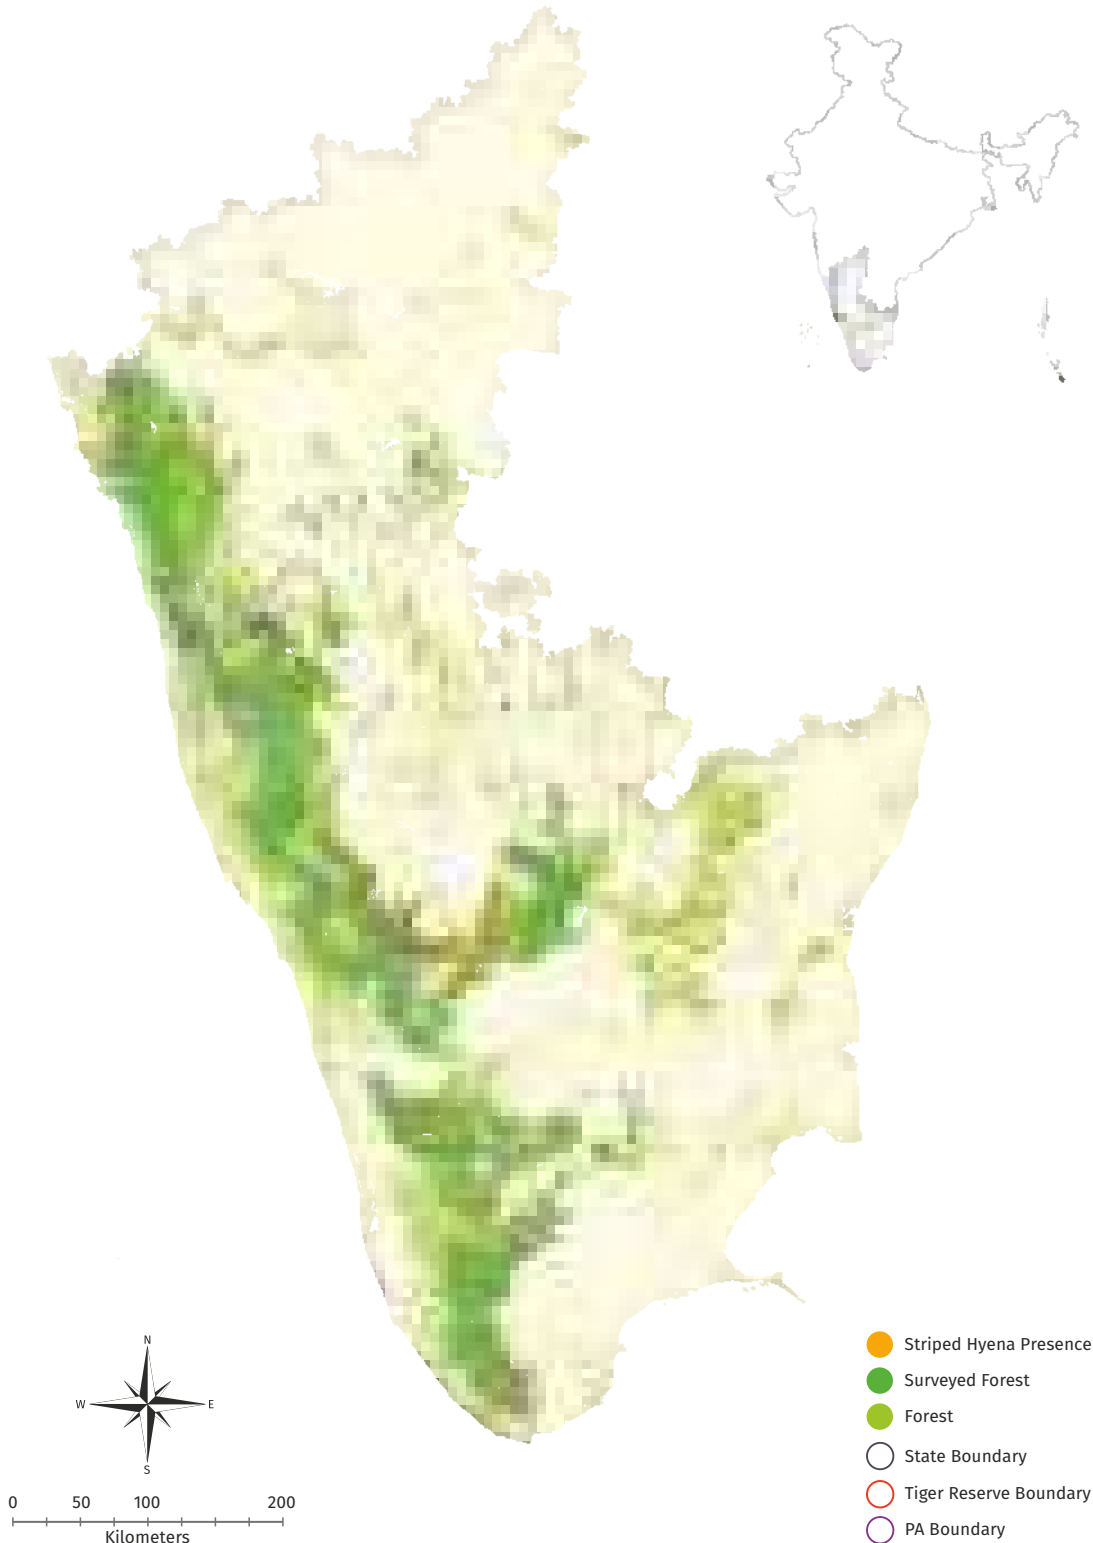 N
W
E
S
0 50 100 200
Kilometers
Striped Hyena Presence
Surveyed Forest
Forest
State Boundary
Tiger Reserve Boundary
PA Boundary